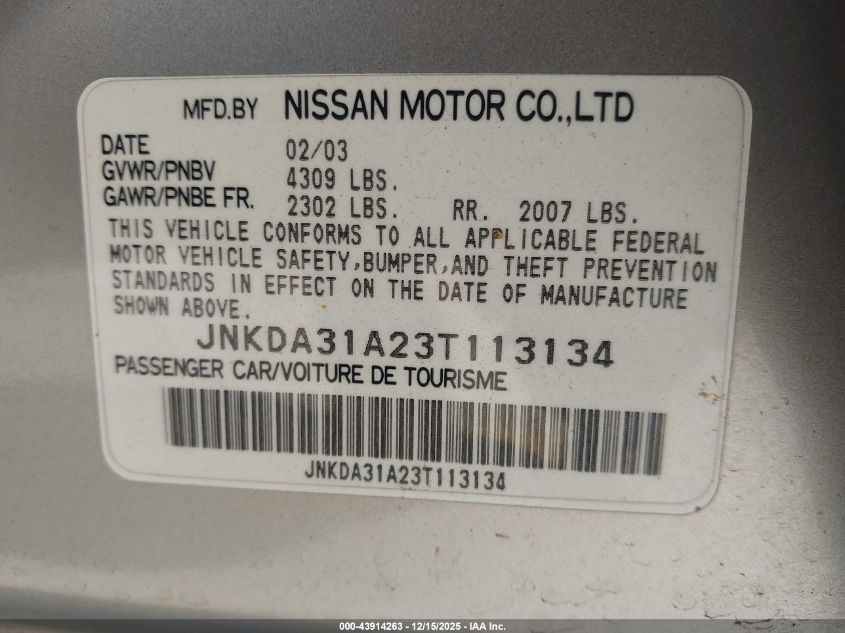 MFD.BY NISSAN MOTOR CO.,LTD
DATE 02/03
GVWR/PNBV 4309 LBS.
GAWR/PNBE FR. 2302 LBS. RR. 2007 LBS.
THIS VEHICLE CONFORMS TO ALL APPLICABLE FEDERAL
MOTOR VEHICLE SAFETY,BUMPER,AND THEFT PREVENTION
STANDARDS IN EFFECT ON THE DATE OF MANUFACTURE
SHOWN ABOVE.
JNKDA31A23T113134
PASSENGER CAR/VOITURE DE TOURISME
JNKDA31A23T113134
000-43914263 - 12/15/2025 - IAA Inc.